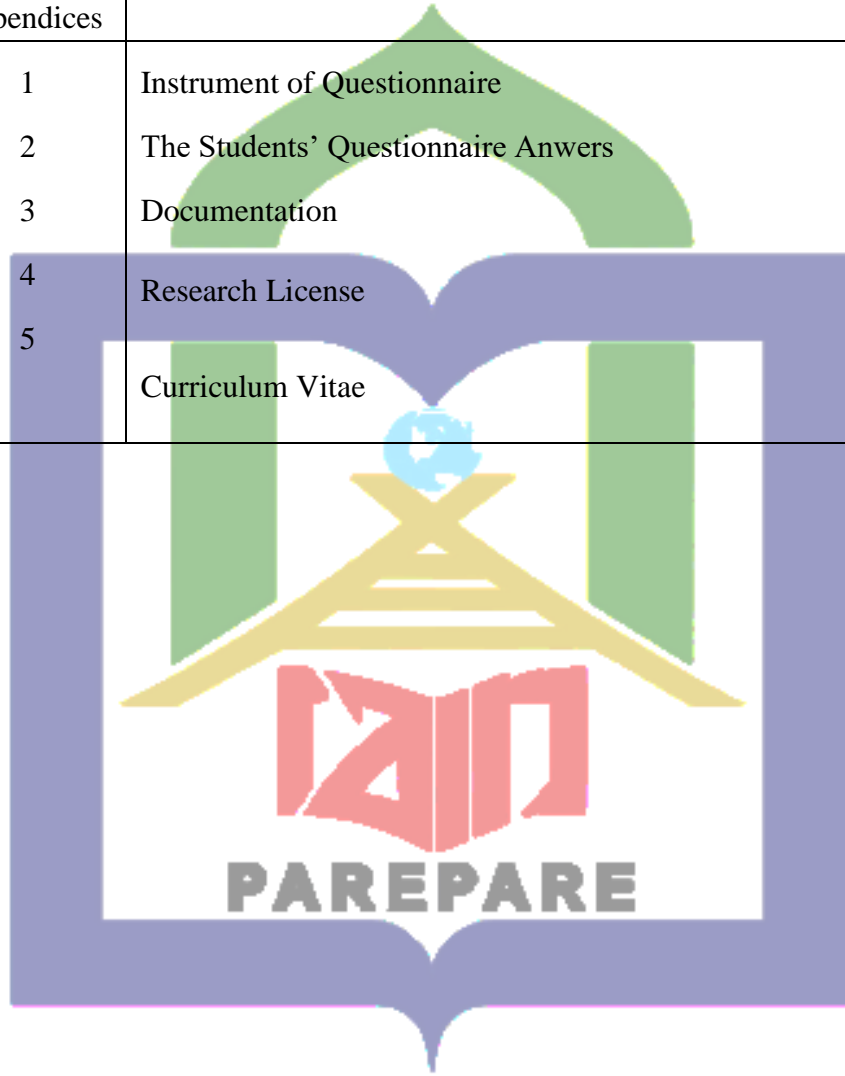 pendices
1 Instrument of Questionnaire
2 The Students’ Questionnaire Anwers
3 Documentation
4 Research License
5 Curriculum Vitae
iain
PAREPARE